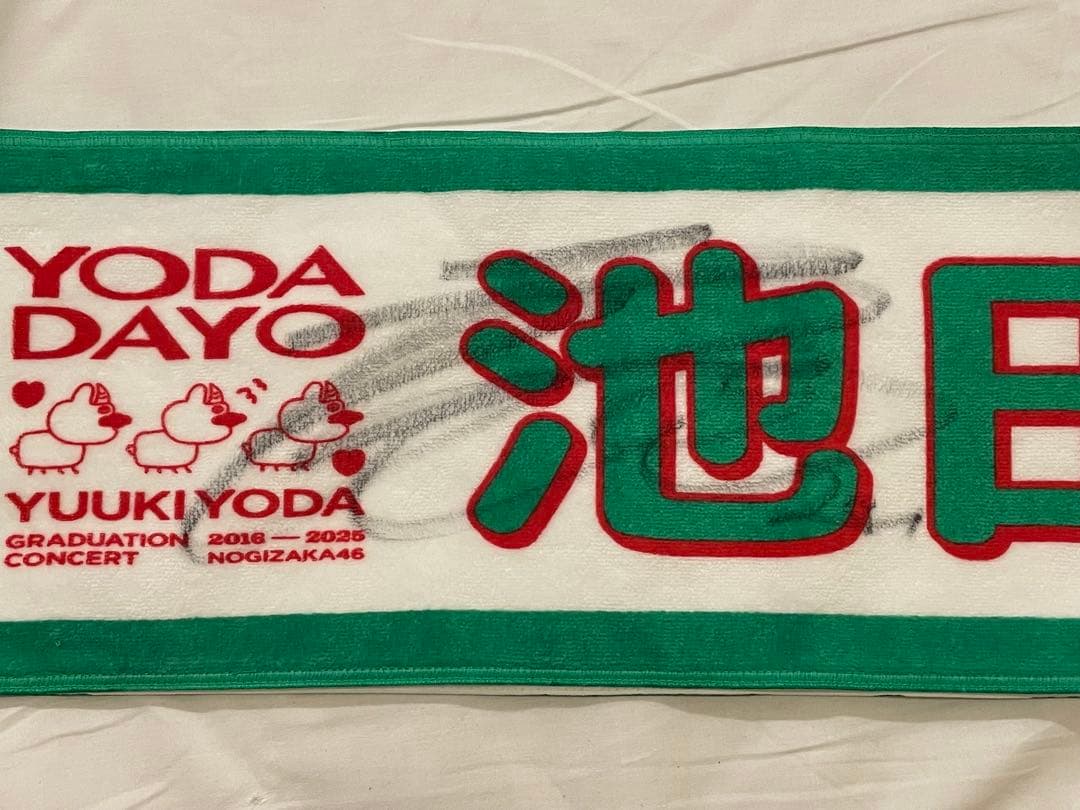 YODA
DAYO
YUUKI YODA
GRADUATION
CONCERT
2016 — 2025
NOGIZAKA46
池